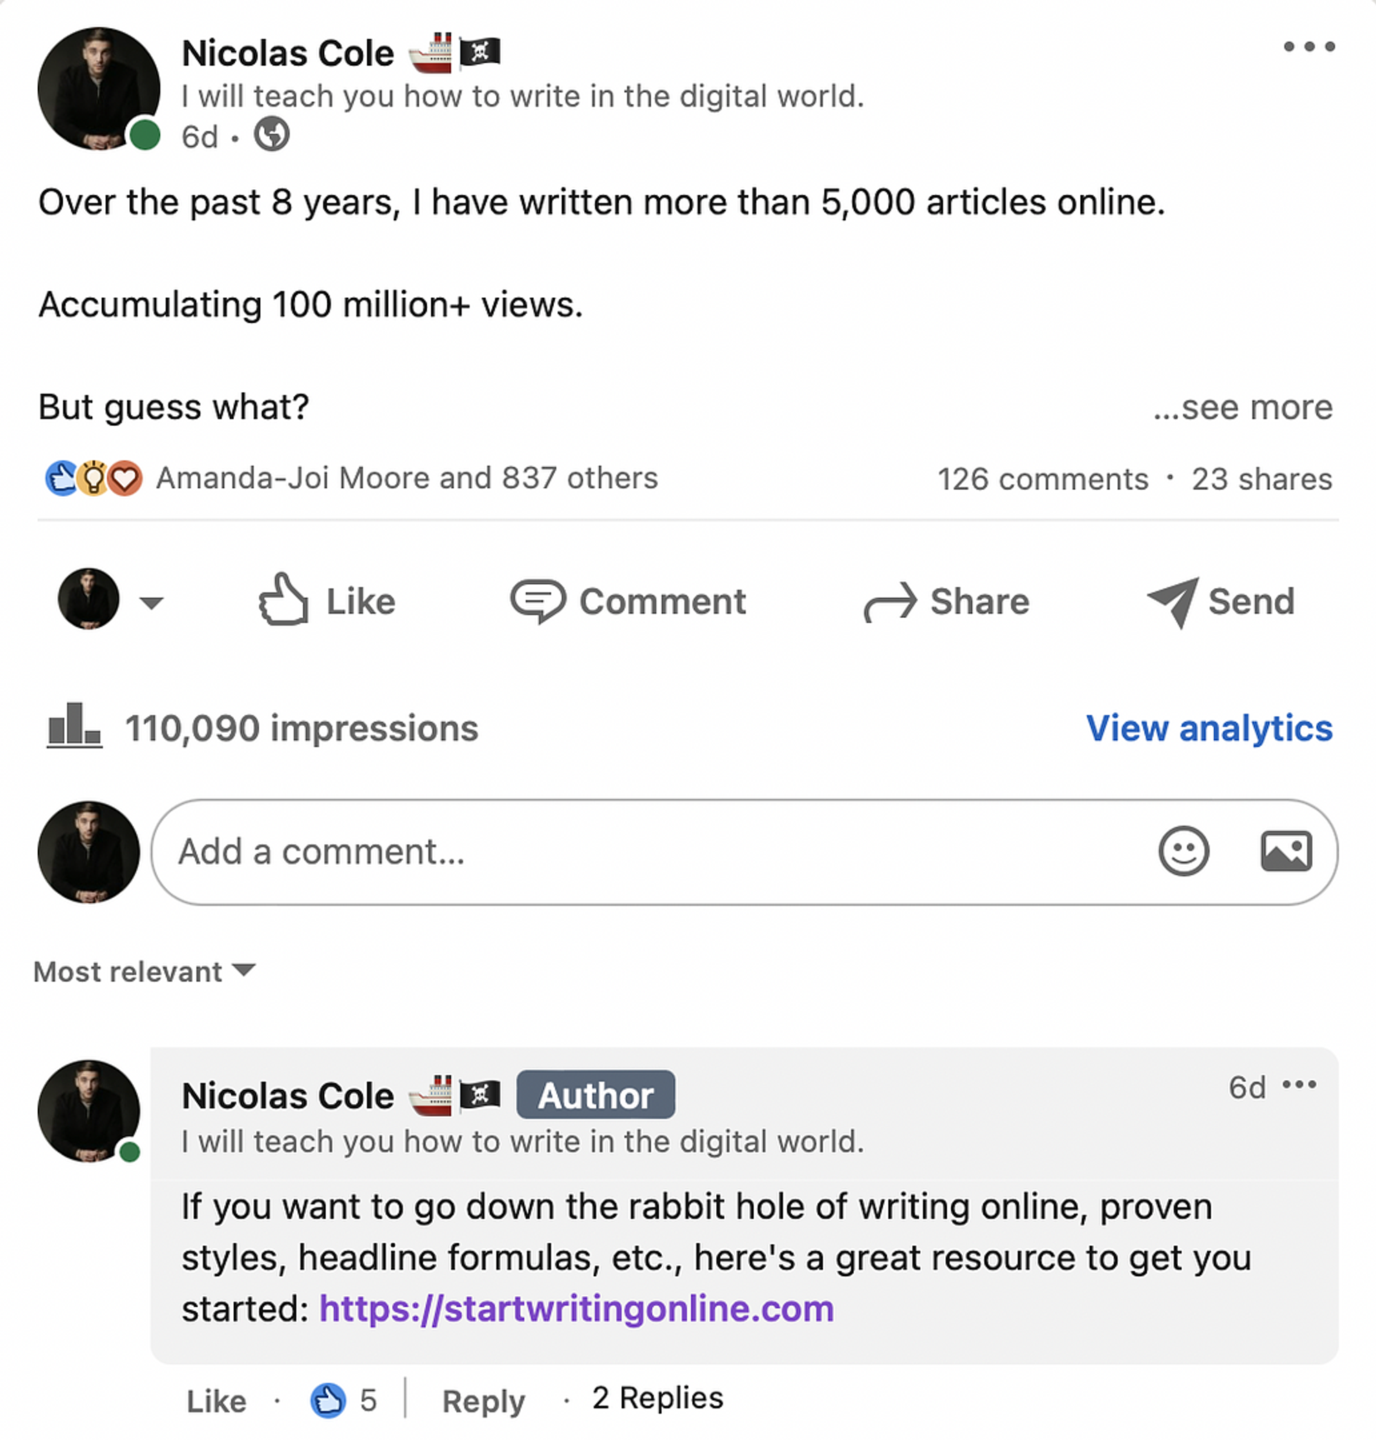 Nicolas Cole 🚢🏴‍☠️
I will teach you how to write in the digital world.
6d •
Over the past 8 years, I have written more than 5,000 articles online.
Accumulating 100 million+ views.
But guess what?
...see more
Amanda-Joi Moore and 837 others
126 comments • 23 shares
Like
Comment
Share
Send
110,090 impressions
View analytics
Add a comment...
Most relevant
Nicolas Cole 🚢🏴‍☠️ Author
6d
I will teach you how to write in the digital world.
If you want to go down the rabbit hole of writing online, proven
styles, headline formulas, etc., here's a great resource to get you
started: https://startwritingonline.com
Like · 5 | Reply · 2 Replies